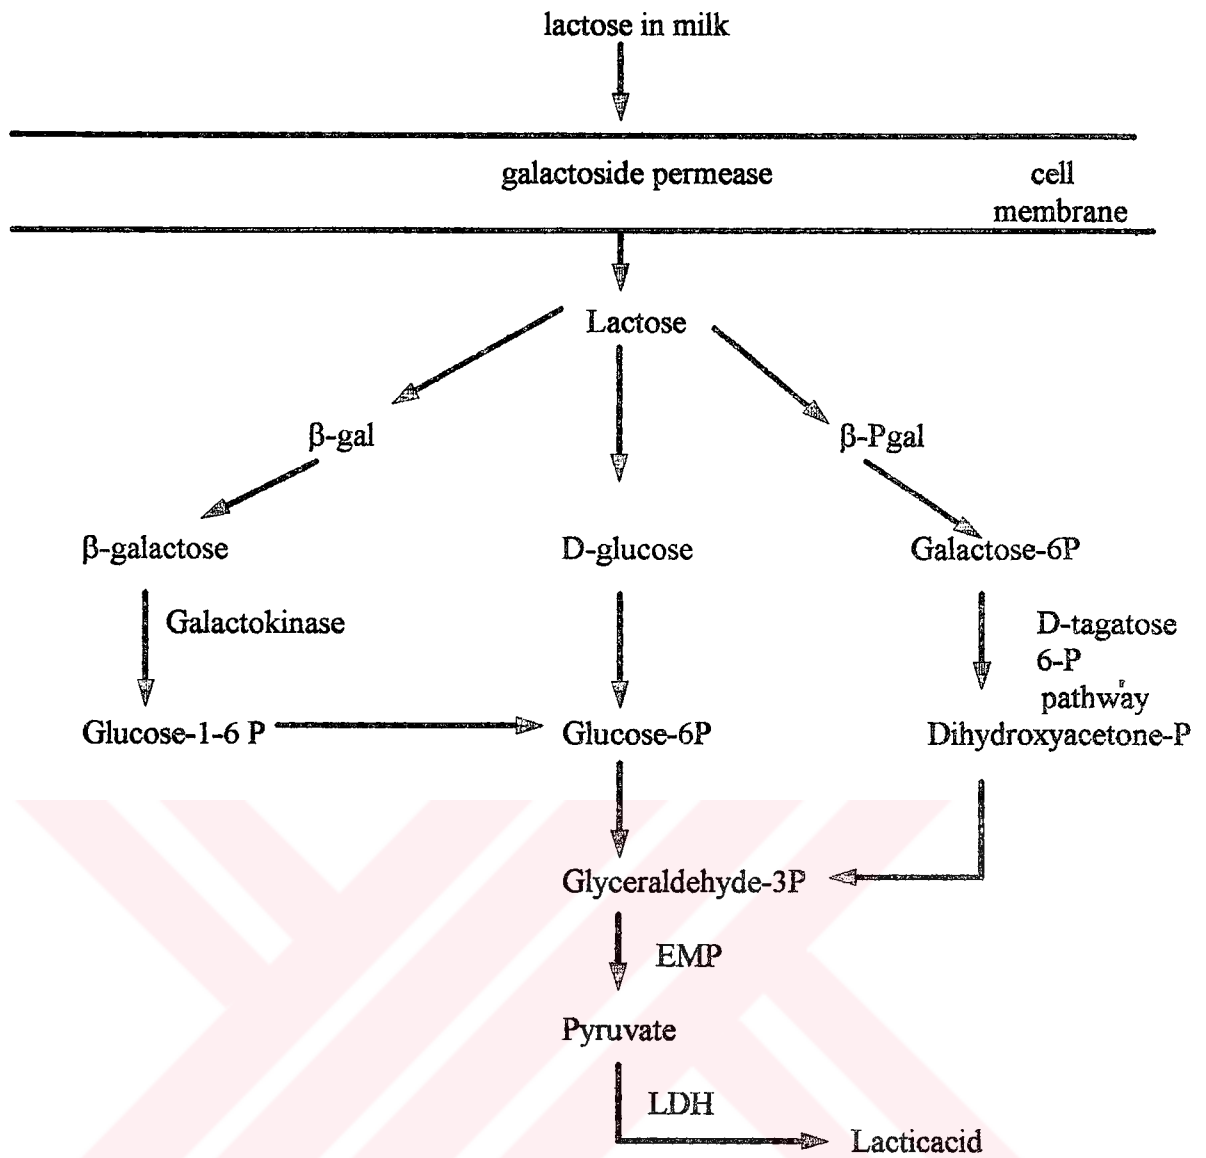 lactose in milk
galactoside permease
cell
membrane
Lactose
β-gal
β-Pgal
β-galactose
D-glucose
Galactose-6P
Galactokinase
D-tagatose
6-P
pathway
Glucose-1-6 P
Glucose-6P
Dihydroxyacetone-P
Glyceraldehyde-3P
EMP
Pyruvate
LDH
Lacticacid